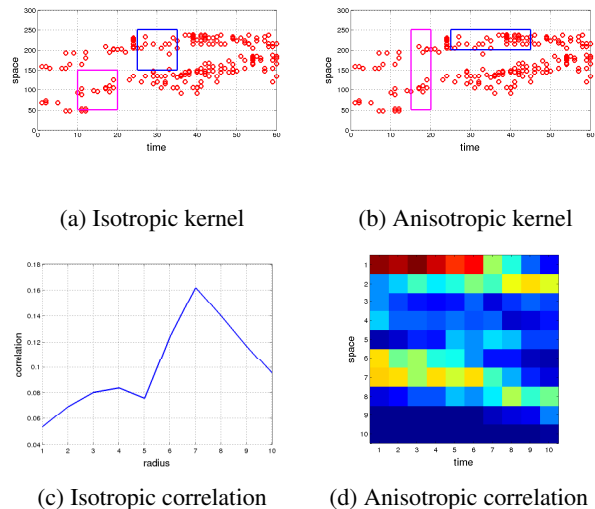 300
250
200
150
100
50
0
space
0 10 20 30 40 50 60
time
300
250
200
150
100
50
0
space
0 10 20 30 40 50 60
time
(a) Isotropic kernel
(b) Anisotropic kernel
0.18
0.16
0.14
0.12
0.1
0.08
0.06
0.04
correlation
1 2 3 4 5 6 7 8 9 10
radius
1
2
3
4
5
6
7
8
9
10
space
1 2 3 4 5 6 7 8 9 10
time
(c) Isotropic correlation
(d) Anisotropic correlation